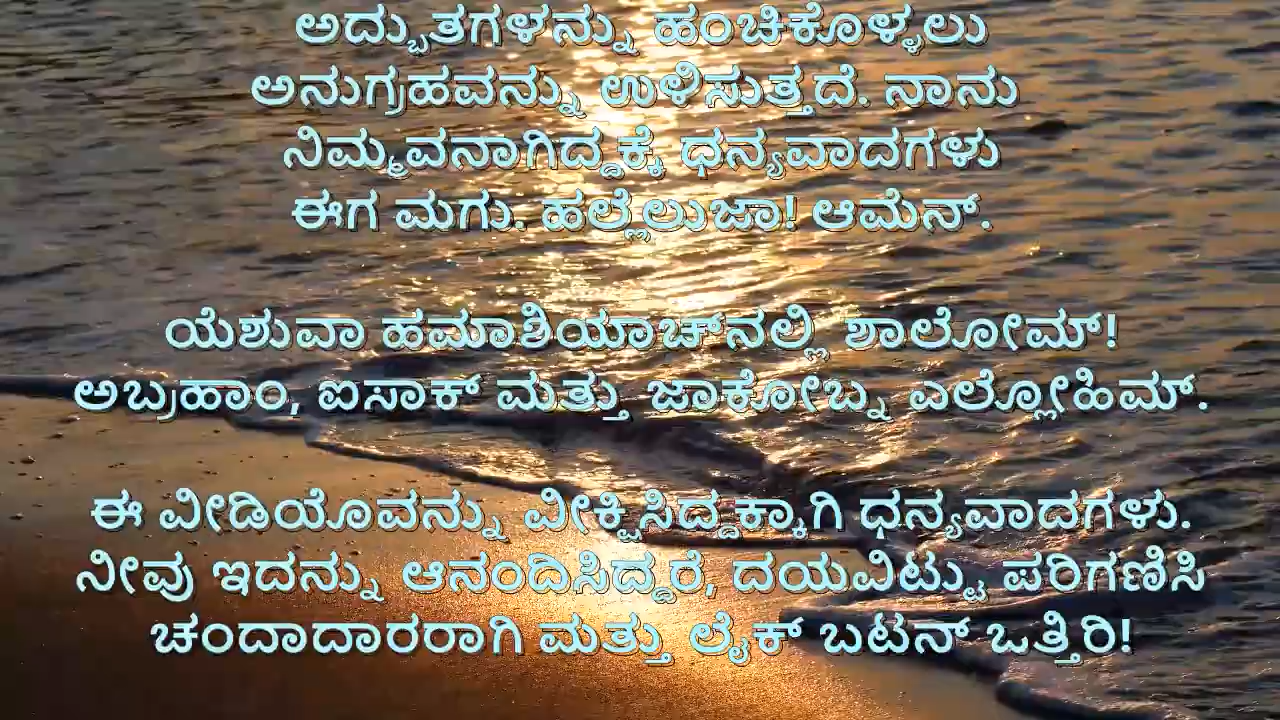 ಅದ್ಭುತಗಳನ್ನು ಹಂಚಿಕೊಳ್ಳಲು
ಅನುಗ್ರಹವನ್ನು ಉಳಿಸುತ್ತದೆ. ನಾನು
ನಿಮ್ಮವನಾಗಿದ್ದಕ್ಕೆ ಧನ್ಯವಾದಗಳು
ಈಗ ಮಗು. ಹಲ್ಲೆಲುಜಾ! ಆಮೆನ್.
ಯೆಶುವಾ ಹಮಾಶಿಯಾಚ್‌ನಲ್ಲಿ ಶಾಲೋಮ್!
ಅಬ್ರಹಾಂ, ಐಸಾಕ್ ಮತ್ತು ಜಾಕೋಬ್ನ ಎಲ್ಲೋಹಿಮ್.
ಈ ವೀಡಿಯೊವನ್ನು ವೀಕ್ಷಿಸಿದ್ದಕ್ಕಾಗಿ ಧನ್ಯವಾದಗಳು.
ನೀವು ಇದನ್ನು ಆನಂದಿಸಿದ್ದರೆ, ದಯವಿಟ್ಟು ಪರಿಗಣಿಸಿ
ಚಂದಾದಾರರಾಗಿ ಮತ್ತು ಲೈಕ್ ಬಟನ್ ಒತ್ತಿರಿ!